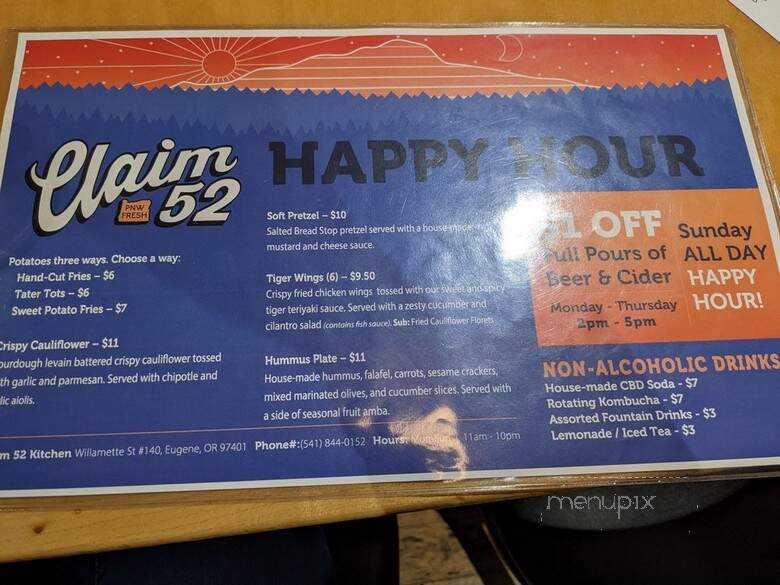 Claim
52
PNW
FRESH
HAPPY HOUR
Potatoes three ways. Choose a way:
Hand-Cut Fries – $6
Tater Tots – $6
Sweet Potato Fries – $7
Crispy Cauliflower – $11
ourdough levain battered crispy cauliflower tossed
th garlic and parmesan. Served with chipotle and
lic aiolis.
Soft Pretzel – $10
Salted Bread Stop pretzel served with a house made
mustard and cheese sauce.
Tiger Wings (6) – $9.50
Crispy fried chicken wings tossed with our sweet and spicy
tiger teriyaki sauce. Served with a zesty cucumber and
cilantro salad (contains fish sauce). Sub: Fried Cauliflower Florets
Hummus Plate – $11
House-made hummus, falafel, carrots, sesame crackers,
mixed marinated olives, and cucumber slices. Served with
a side of seasonal fruit amba.
$1 OFF
Full Pours of
Beer & Cider
Monday - Thursday
2pm - 5pm
Sunday
ALL DAY
HAPPY
HOUR!
NON-ALCOHOLIC DRINKS
House-made CBD Soda - $7
Rotating Kombucha - $7
Assorted Fountain Drinks - $3
Lemonade / Iced Tea - $3
m 52 Kitchen Willamette St #140, Eugene, OR 97401 Phone#:(541) 844-0152 Hours: 11am - 10pm
menupix